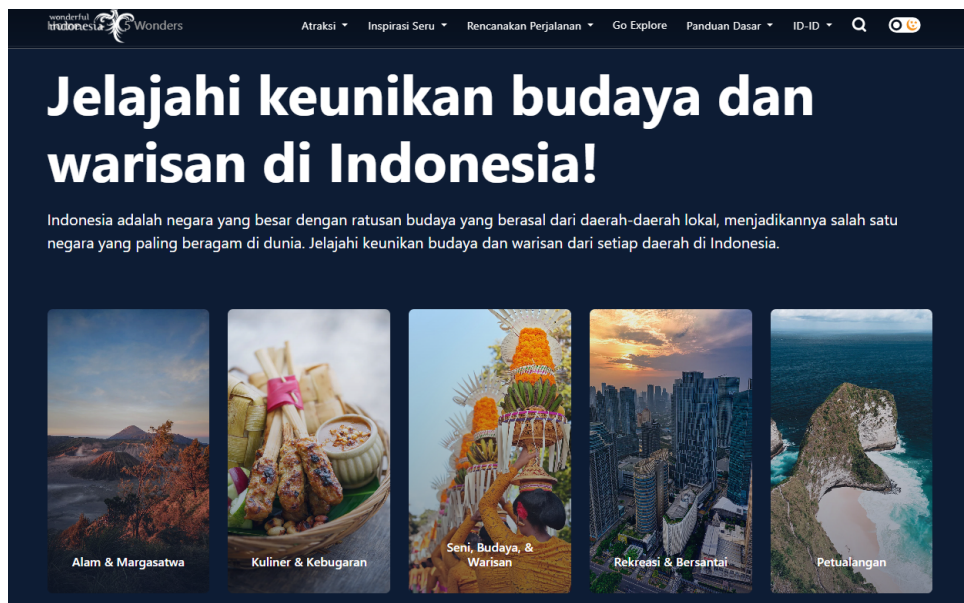 wonderful
Indonesia
5 Wonders
Atraksi
Inspirasi Seru
Rencanakan Perjalanan
Go Explore
Panduan Dasar
ID-ID
Jelajahi keunikan budaya dan
warisan di Indonesia!
Indonesia adalah negara yang besar dengan ratusan budaya yang berasal dari daerah-daerah lokal, menjadikannya salah satu
negara yang paling beragam di dunia. Jelajahi keunikan budaya dan warisan dari setiap daerah di Indonesia.
Alam & Margasatwa
Kuliner & Kebugaran
Seni, Budaya, &
Warisan
Rekreasi & Bersantai
Petualangan